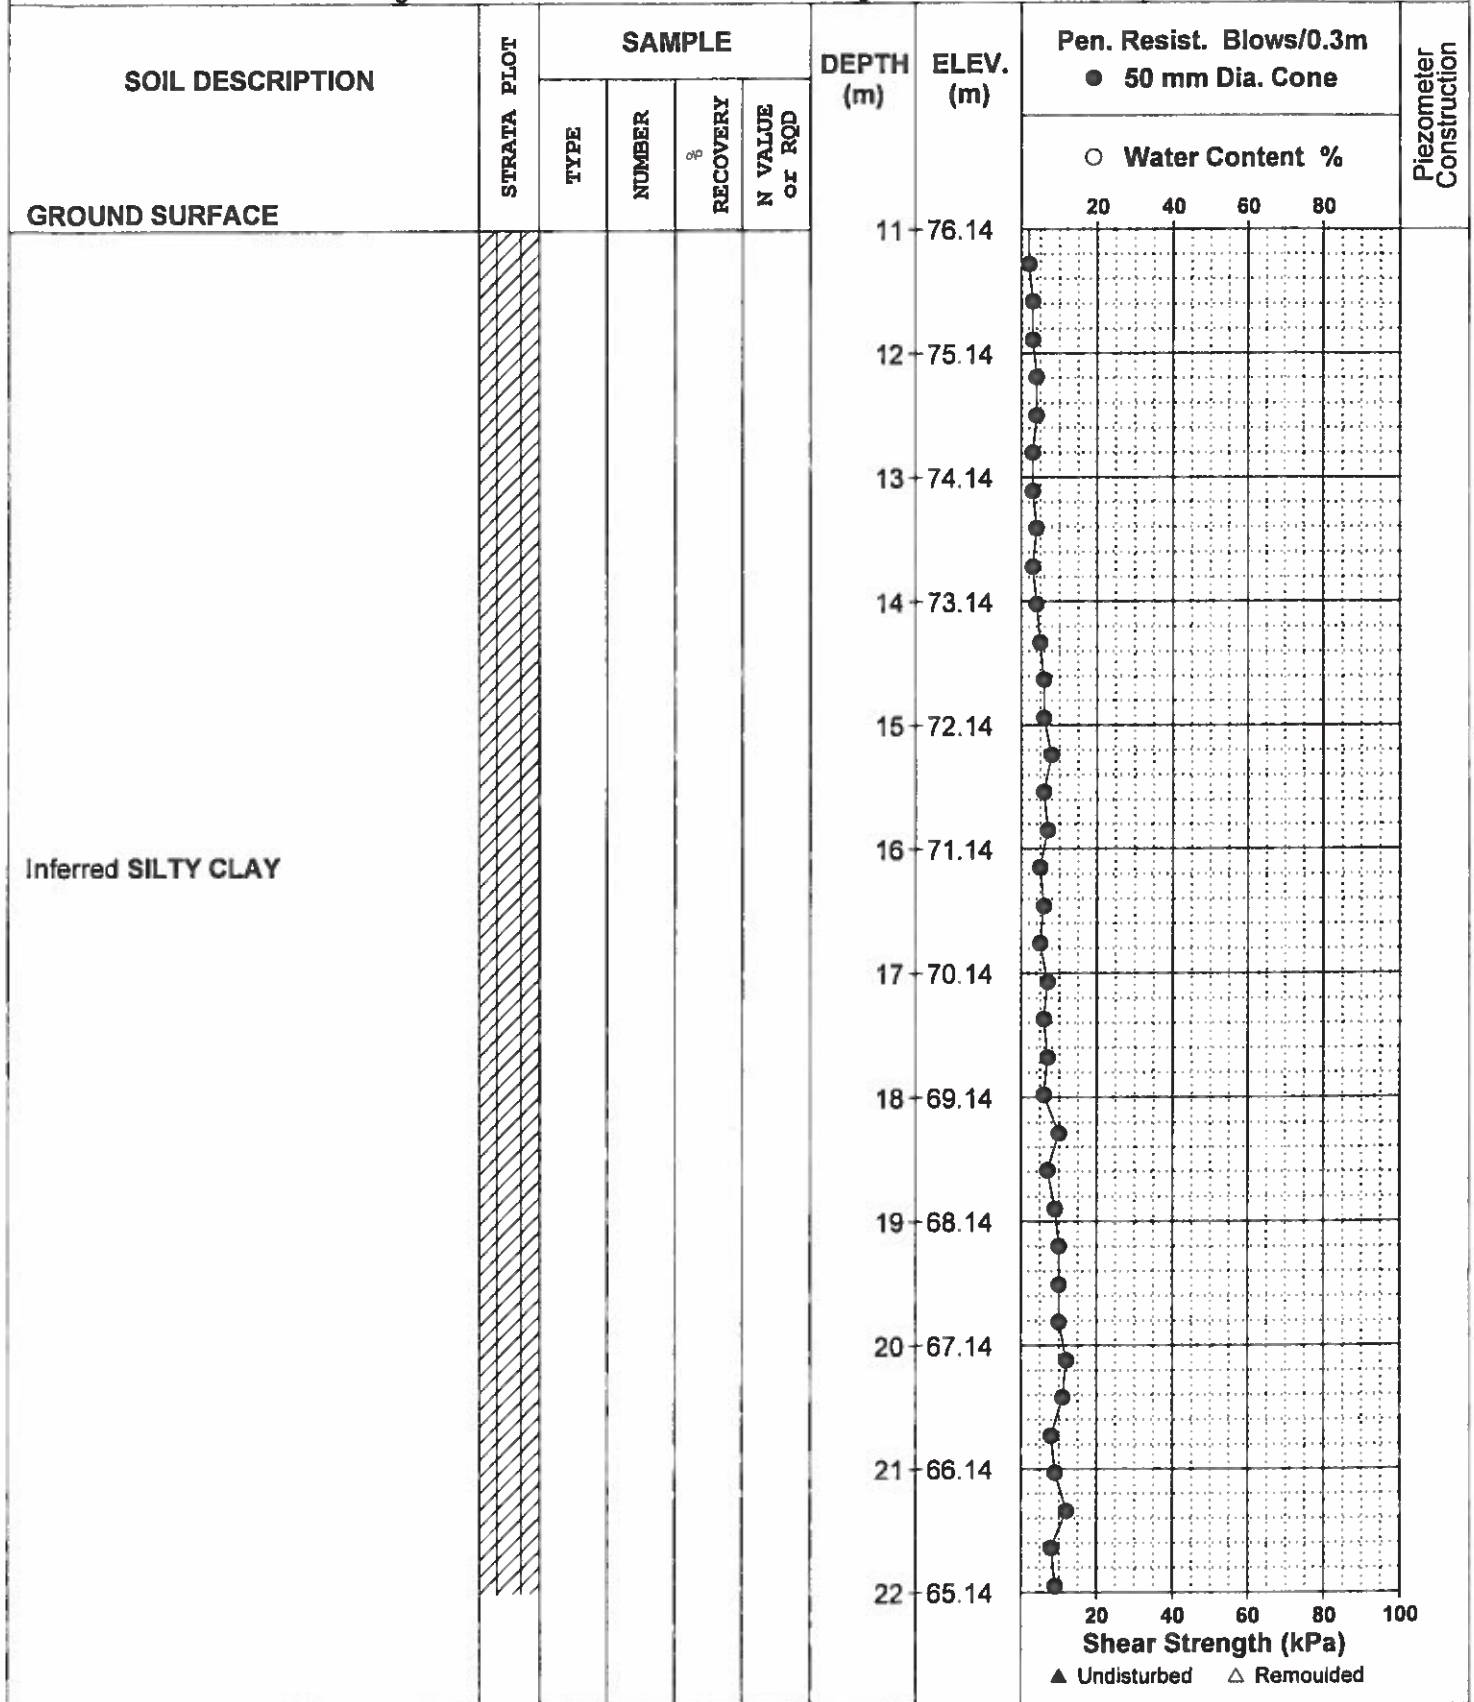 SOIL DESCRIPTION
GROUND SURFACE
STRATA PLOT
SAMPLE
TYPE
NUMBER
% RECOVERY
N VALUE
or RQD
DEPTH
(m)
ELEV.
(m)
Pen. Resist. Blows/0.3m
● 50 mm Dia. Cone
○ Water Content %
20 40 60 80
Piezometer
Construction
11 76.14
12 75.14
13 74.14
14 73.14
15 72.14
16 71.14
Inferred SILTY CLAY
17 70.14
18 69.14
19 68.14
20 67.14
21 66.14
22 65.14
20 40 60 80 100
Shear Strength (kPa)
▲ Undisturbed △ Remoulded